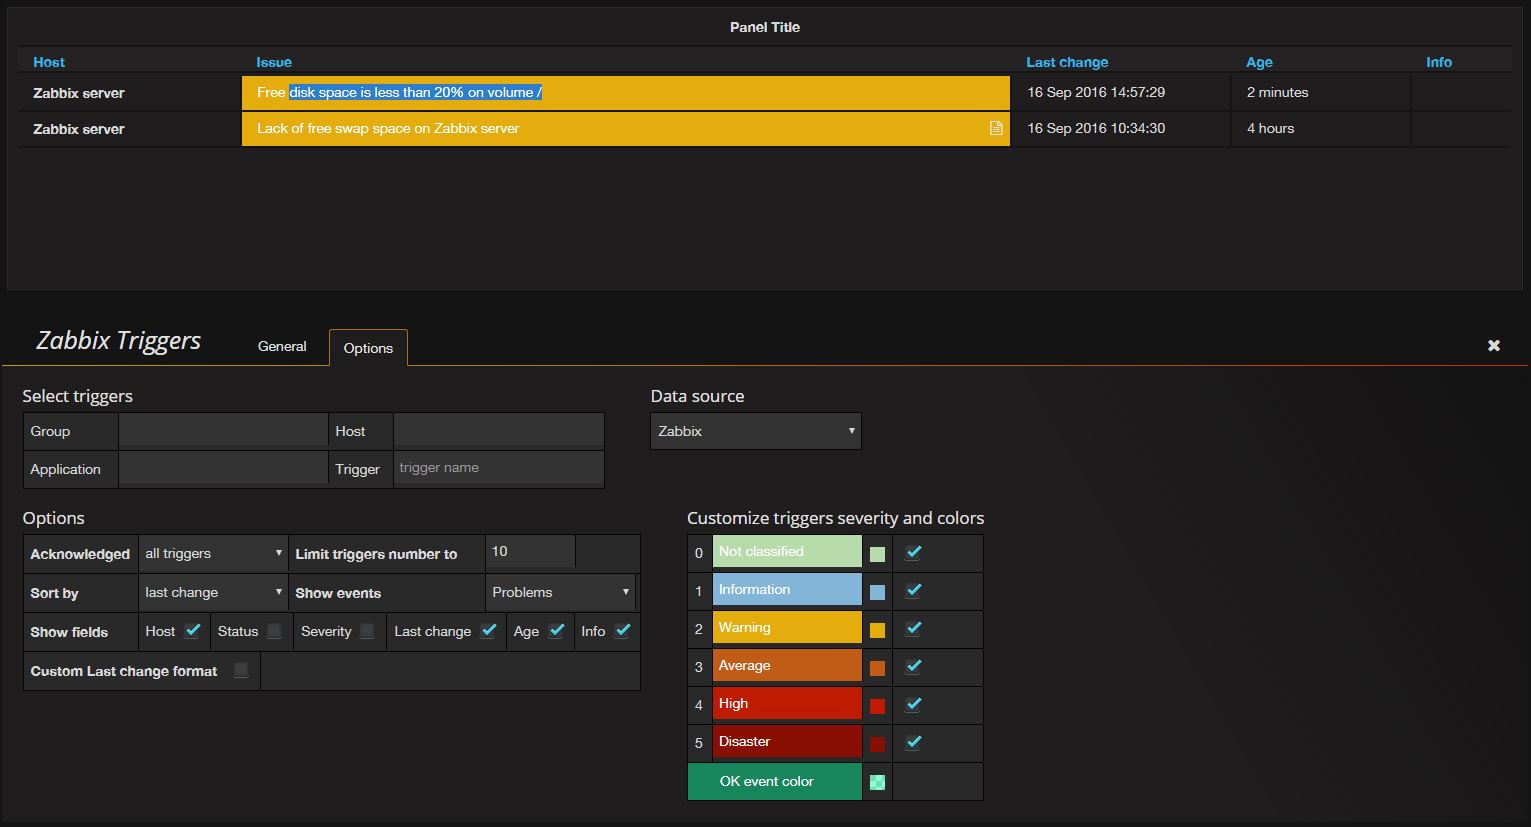 Panel Title
Host Issue Last change Age Info
Zabbix server Free disk space is less than 20% on volume / 16 Sep 2016 14:57:29 2 minutes
Zabbix server Lack of free swap space on Zabbix server 16 Sep 2016 10:34:30 4 hours
Zabbix Triggers General Options
Select triggers
Group Host
Application Trigger trigger name
Data source
Zabbix
Options
Acknowledged all triggers Limit triggers number to 10
Sort by last change Show events Problems
Show fields Host Status Severity Last change Age Info
Custom Last change format
Customize triggers severity and colors
0 Not classified
1 Information
2 Warning
3 Average
4 High
5 Disaster
OK event color